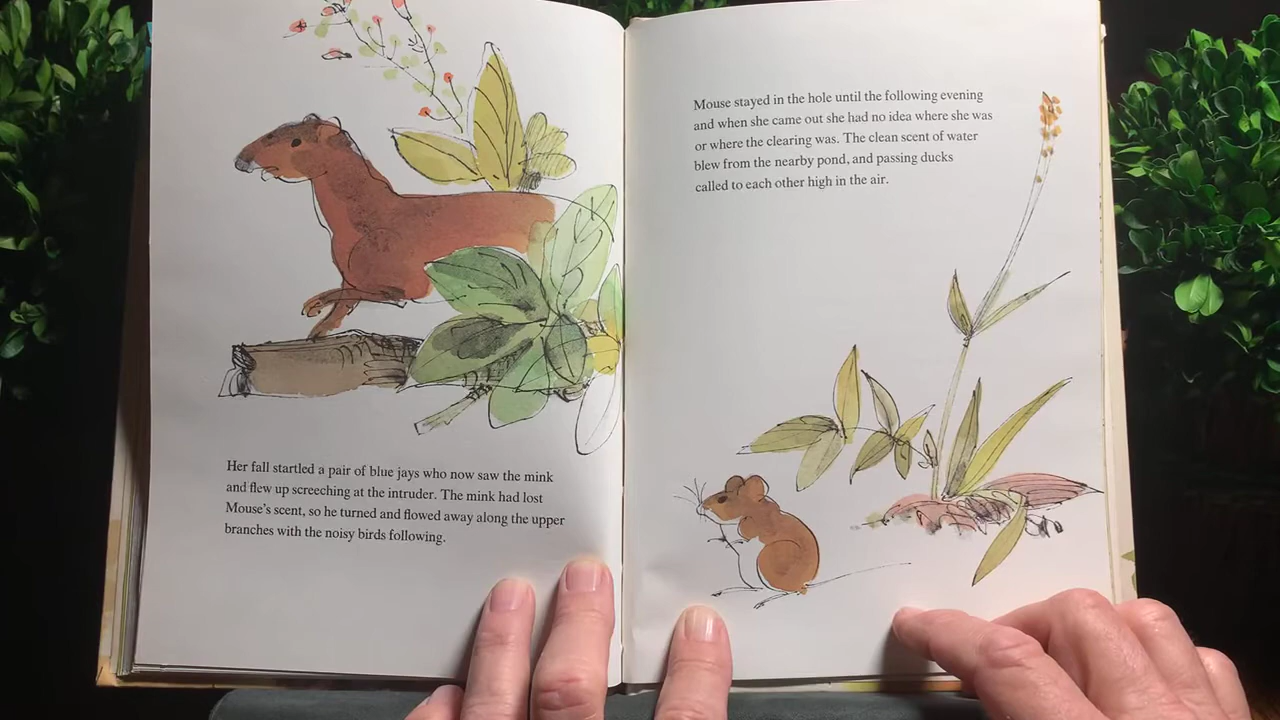 Her fall startled a pair of blue jays who now saw the mink
and flew up screeching at the intruder. The mink had lost
Mouse's scent, so he turned and flowed away along the upper
branches with the noisy birds following.
Mouse stayed in the hole until the following evening
and when she came out she had no idea where she was
or where the clearing was. The clean scent of water
blew from the nearby pond, and passing ducks
called to each other high in the air.